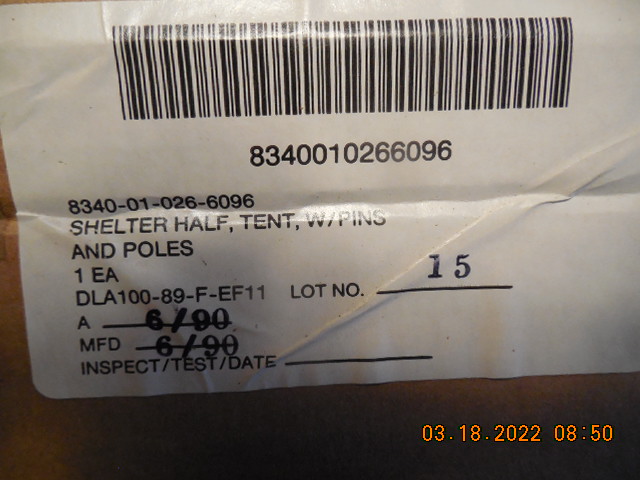 8340010266096
8340-01-026-6096
SHELTER HALF, TENT, W/PINS
AND POLES
1 EA
DLA100-89-F-EF11 LOT NO. 15
A 6/90
MFD 6/90
INSPECT/TEST/DATE
03.18.2022 08:50